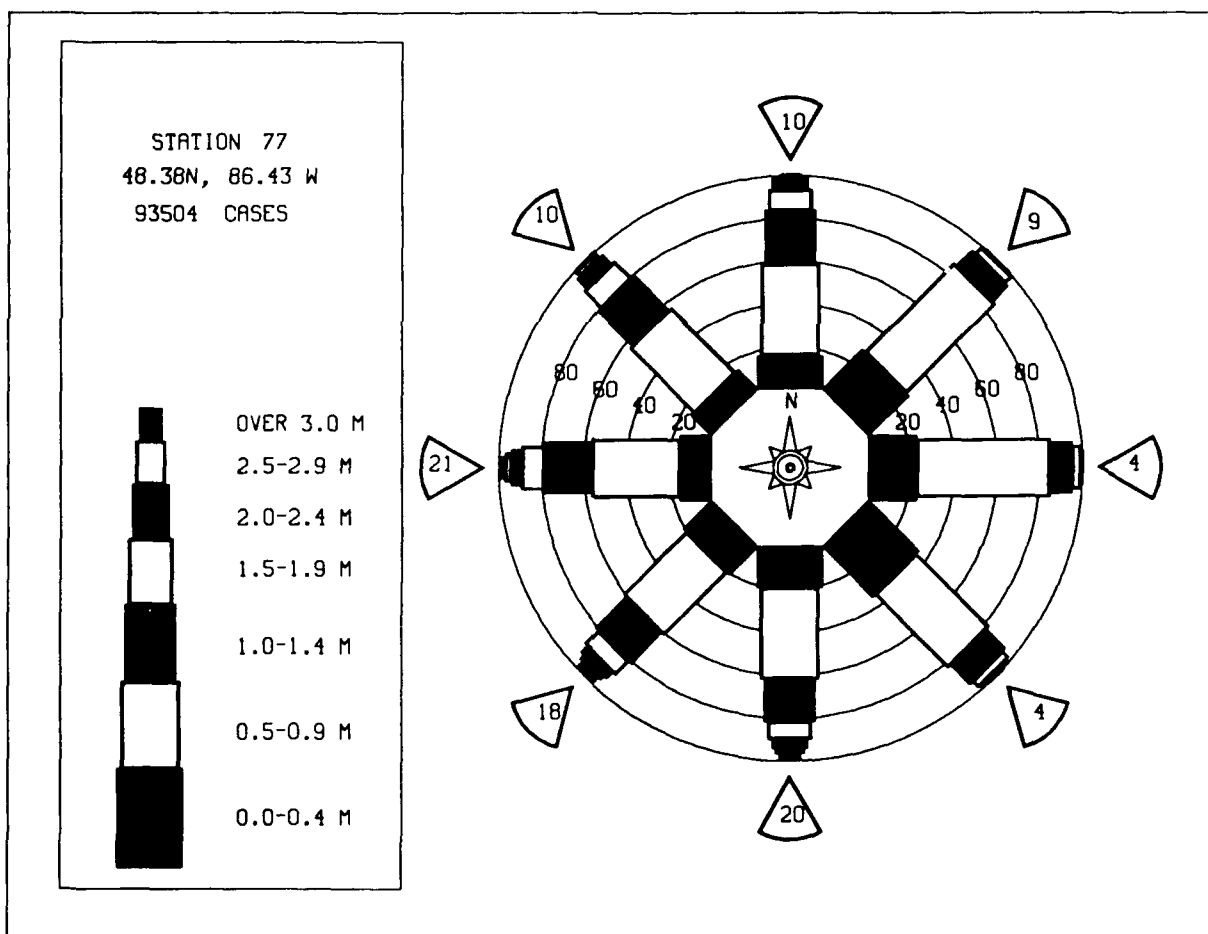 STATION 77
48.38N, 86.43 W
93504 CASES
OVER 3.0 M
2.5-2.9 M
2.0-2.4 M
1.5-1.9 M
1.0-1.4 M
0.5-0.9 M
0.0-0.4 M
10
10
9
80
60
40
20
N
20
40
60
80
21
4
18
4
20